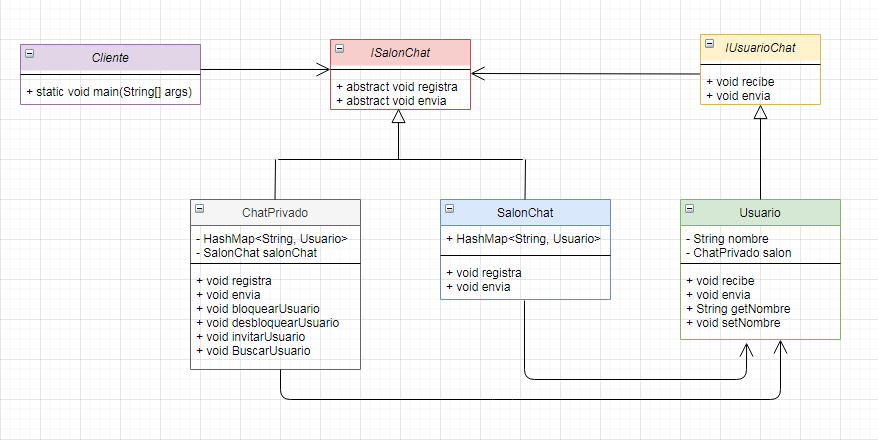 Cliente
+ static void main(String[] args)
ISalonChat
+ abstract void registra
+ abstract void envia
IUsuarioChat
+ void recibe
+ void envia
ChatPrivado
- HashMap<String, Usuario>
- SalonChat salonChat
+ void registra
+ void envia
+ void bloquearUsuario
+ void desbloquearUsuario
+ void invitarUsuario
+ void BuscarUsuario
SalonChat
+ HashMap<String, Usuario>
+ void registra
+ void envia
Usuario
- String nombre
- ChatPrivado salon
+ void recibe
+ void envia
+ String getNombre
+ void setNombre